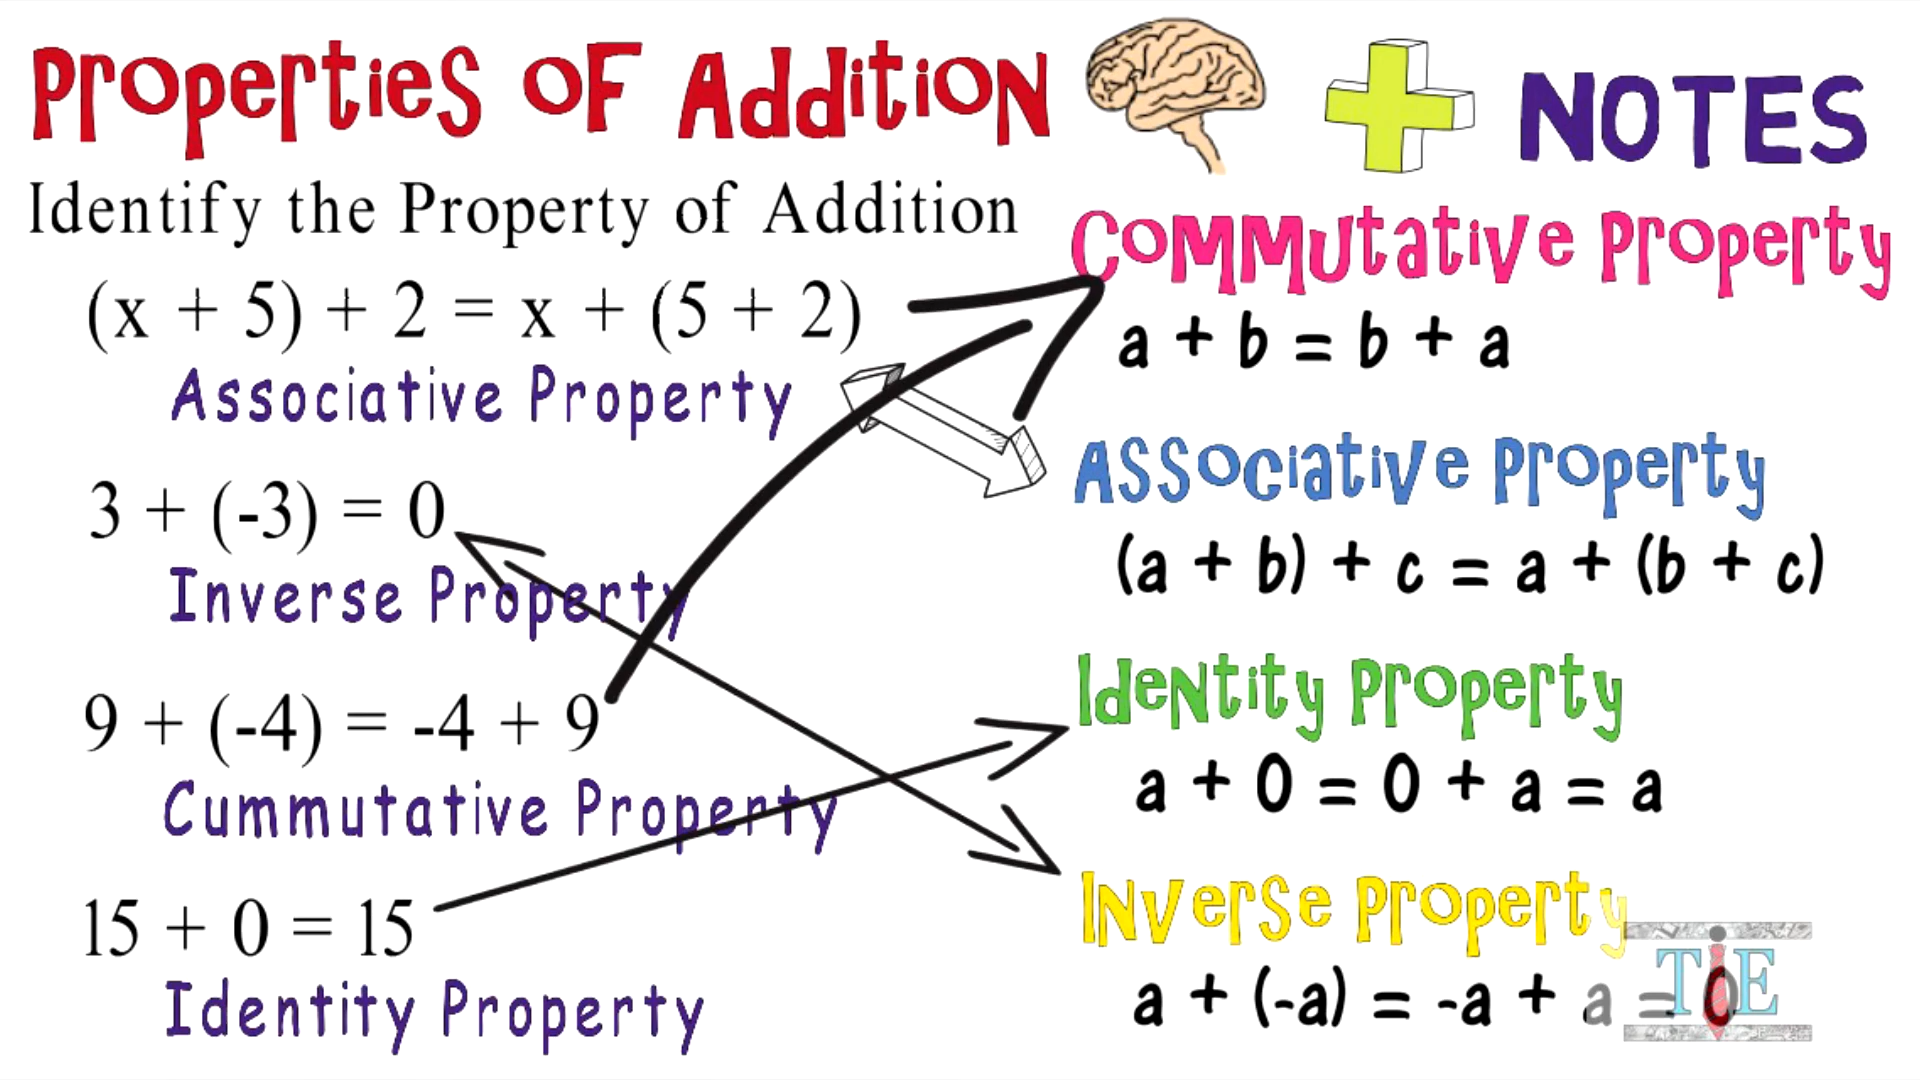 Properties of Addition
NOTES
Identify the Property of Addition
(x + 5) + 2 = x + (5 + 2)
Associative Property
3 + (-3) = 0
Inverse Property
9 + (-4) = -4 + 9
Cummutative Property
15 + 0 = 15
Identity Property
Commutative Property
a + b = b + a
Associative Property
(a + b) + c = a + (b + c)
Identity Property
a + 0 = 0 + a = a
Inverse Property
a + (-a) = -a + a = 0
TiE